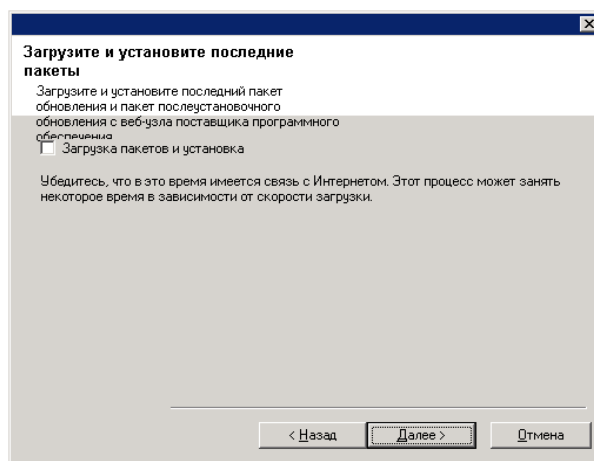 Загрузите и установите последние
пакеты
Загрузите и установите последний пакет
обновления и пакет послеустановочного
обновления с веб-узла поставщика программного
обеспечения
Загрузка пакетов и установка
Убедитесь, что в это время имеется связь с Интернетом. Этот процесс может занять
некоторое время в зависимости от скорости загрузки.
< Назад
Далее >
Отмена